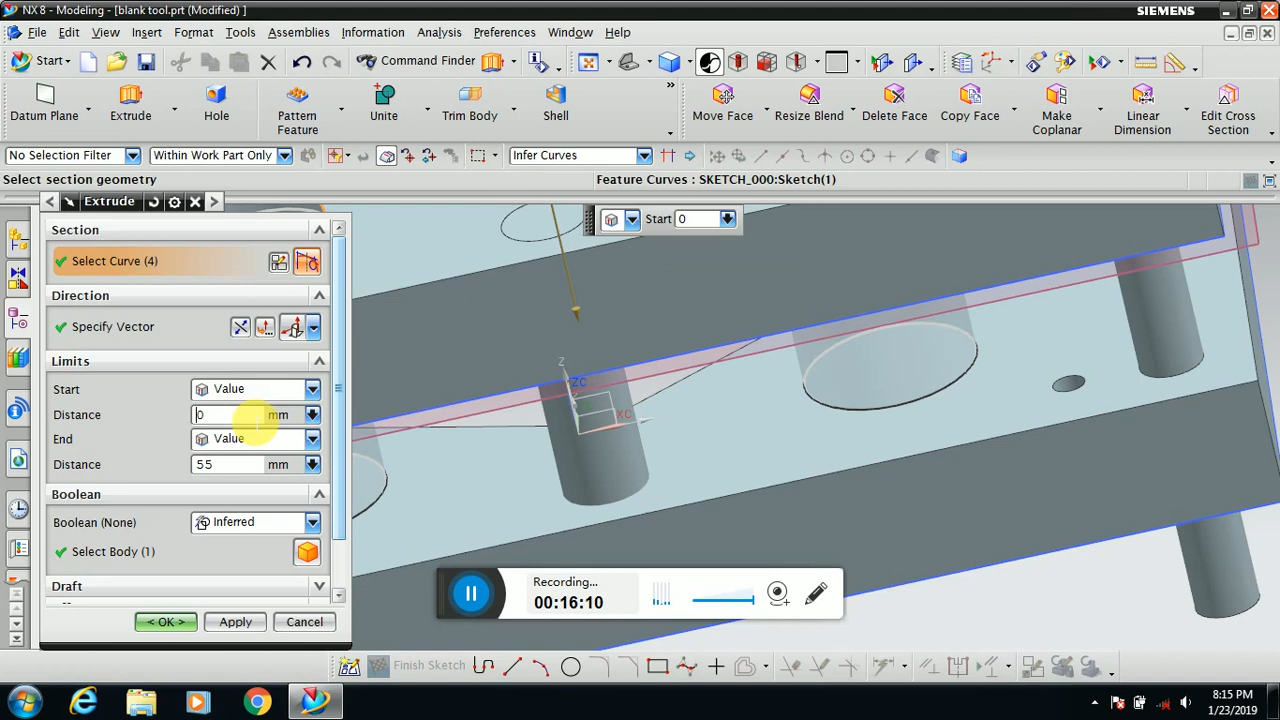 NX 8 - Modeling - [blank tool.prt (Modified) ]
SIEMENS
File Edit View Insert Format Tools Assemblies Information Analysis Preferences Window Help
Start
Command Finder
Datum Plane
Extrude
Hole
Pattern Feature
Unite
Trim Body
Shell
Move Face
Resize Blend
Delete Face
Copy Face
Make Coplanar
Linear Dimension
Edit Cross Section
No Selection Filter
Within Work Part Only
Infer Curves
Select section geometry
Feature Curves : SKETCH_000:Sketch(1)
Extrude
Start 0
Section
Select Curve (4)
Direction
Specify Vector
Limits
Start Value
Distance 0 mm
End Value
Distance 55 mm
Boolean
Boolean (None) Inferred
Select Body (1)
Draft
< OK > Apply Cancel
Z
ZC
XC
Recording...
00:16:10
Finish Sketch
8:15 PM
1/23/2019